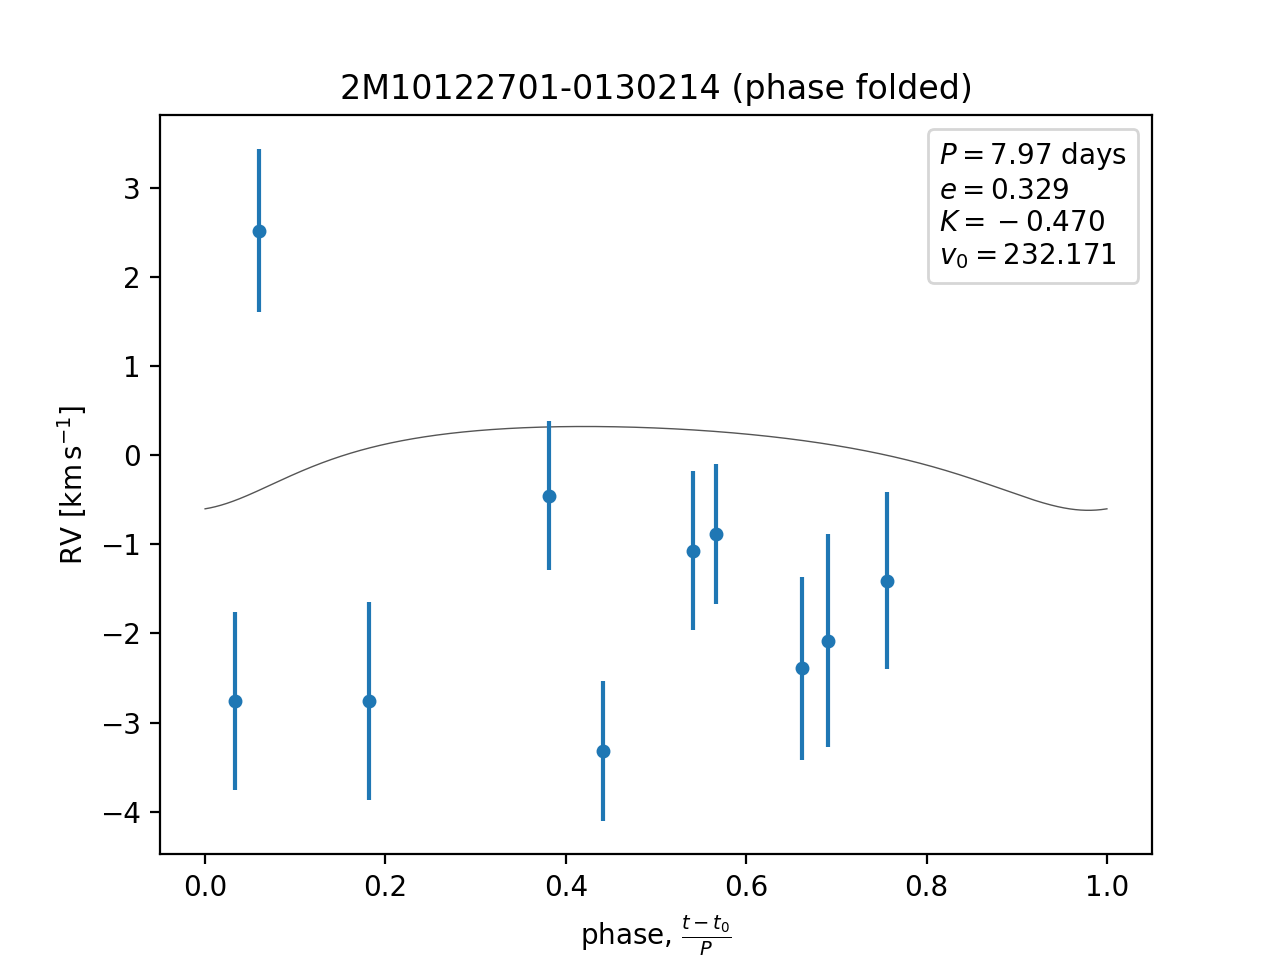 2M10122701-0130214 (phase folded)
P = 7.97 days
e = 0.329
K = −0.470
v₀ = 232.171
3
2
1
0
−1
−2
−3
−4
RV [km s⁻¹]
0.0 0.2 0.4 0.6 0.8 1.0
phase, (t − t₀)/P